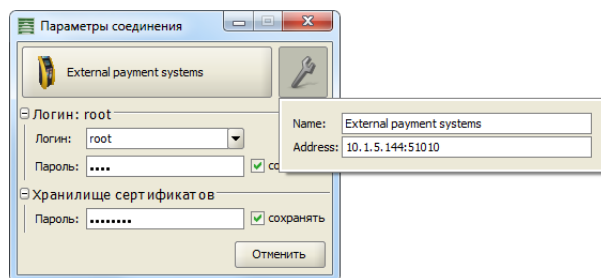 Параметры соединения
External payment systems
Логин: root
Логин: root
Пароль: ••••
Хранилище сертификатов
Пароль: ••••••••
сохранять
Отменить
Name: External payment systems
Address: 10.1.5.144:51010